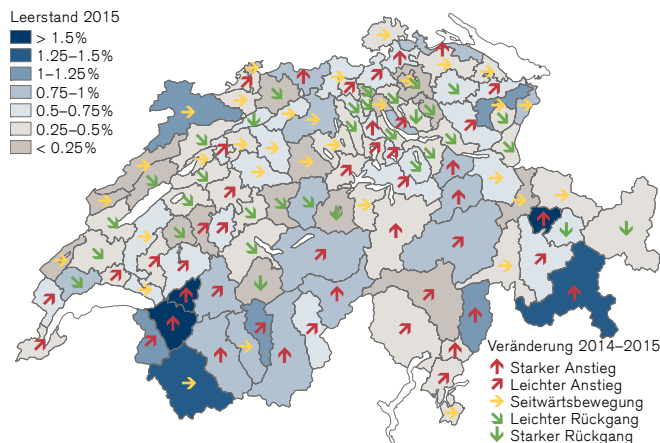 Leerstand 2015
> 1.5%
1.25–1.5%
1–1.25%
0.75–1%
0.5–0.75%
0.25–0.5%
< 0.25%
Veränderung 2014–2015
Starker Anstieg
Leichter Anstieg
Seitwärtsbewegung
Leichter Rückgang
Starker Rückgang